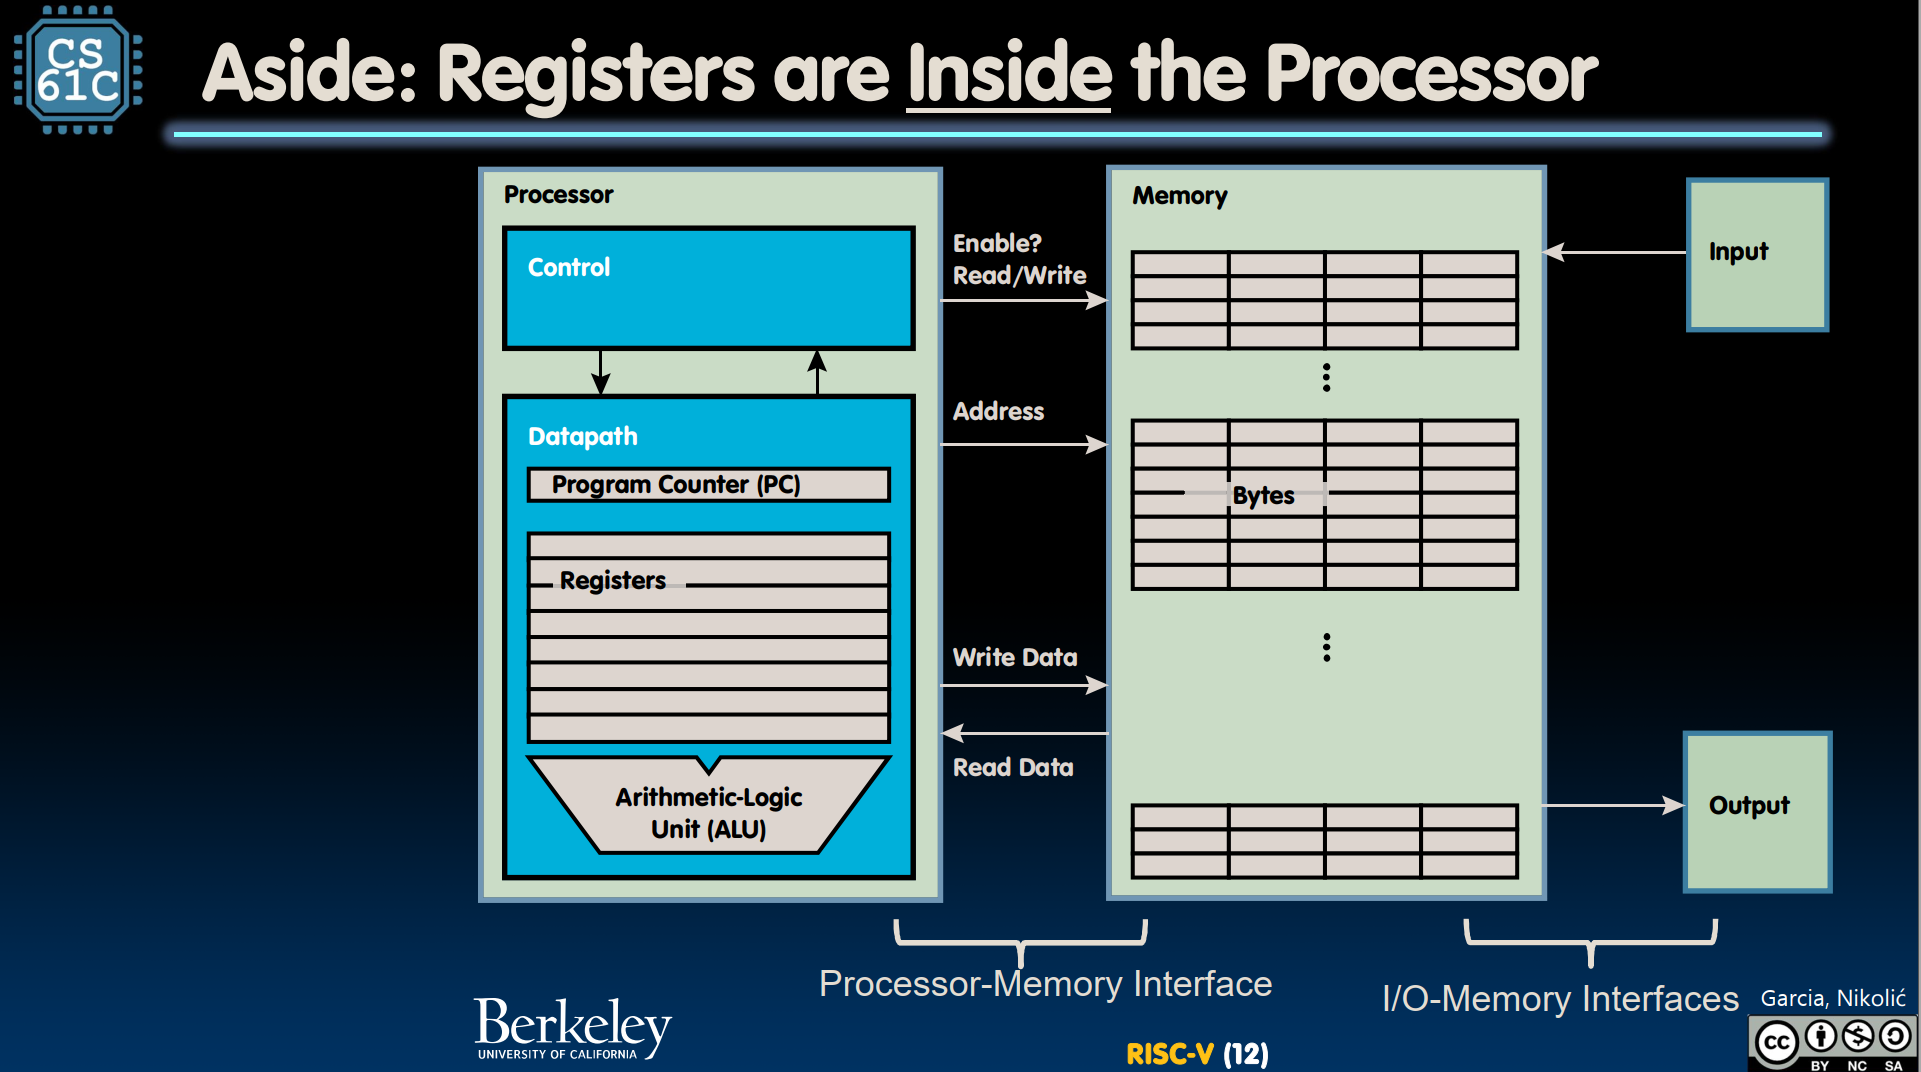 CS
61C
Aside: Registers are Inside the Processor
Processor
Control
Datapath
Program Counter (PC)
Registers
Arithmetic-Logic
Unit (ALU)
Enable?
Read/Write
Address
Write Data
Read Data
Memory
Bytes
Input
Output
Processor-Memory Interface
I/O-Memory Interfaces
Garcia, Nikolić
Berkeley
UNIVERSITY OF CALIFORNIA
RISC-V (12)
cc
BY NC SA